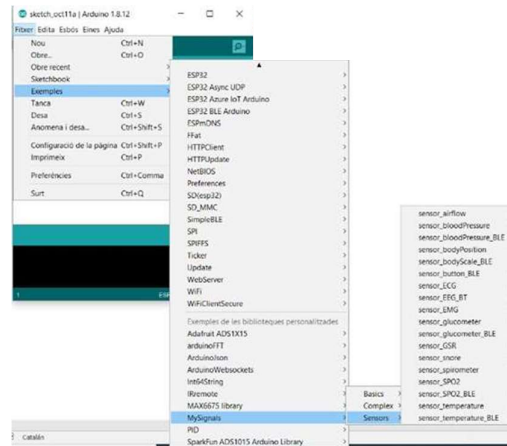 sketch_oct11a | Arduino 1.8.12
Fitxer Edita Esbós Eines Ajuda
Nou Ctrl+N
Obre... Ctrl+O
Obre recent
Sketchbook
Exemples
Tanca Ctrl+W
Desa Ctrl+S
Anomena i desa... Ctrl+Shift+S
Configuració de la pàgina Ctrl+Shift+P
Imprimeix Ctrl+P
Preferències Ctrl+Comma
Surt Ctrl+Q
1
Catalán
ESP32
ESP32 Async UDP
ESP32 Azure IoT Arduino
ESP32 BLE Arduino
ESPmDNS
FFat
HTTPClient
HTTPUpdate
NetBIOS
Preferences
SD(esp32)
SD_MMC
SimpleBLE
SPI
SPIFFS
Ticker
Update
WebServer
WiFi
WiFiClientSecure
Exemples de les biblioteques personalitzades
Adafruit ADS1X15
arduinoFFT
ArduinoJson
ArduinoWebsockets
Int64String
IRremote
MAX6675 library
MySignals
PID
SparkFun ADS1015 Arduino Library
Basics
Complex
Sensors
sensor_airflow
sensor_bloodPressure
sensor_bloodPressure_BLE
sensor_bodyPosition
sensor_bodyScale_BLE
sensor_button_BLE
sensor_ECG
sensor_EEG_BT
sensor_EMG
sensor_glucometer
sensor_glucometer_BLE
sensor_GSR
sensor_snore
sensor_spirometer
sensor_SPO2
sensor_SPO2_BLE
sensor_temperature
sensor_temperature_BLE